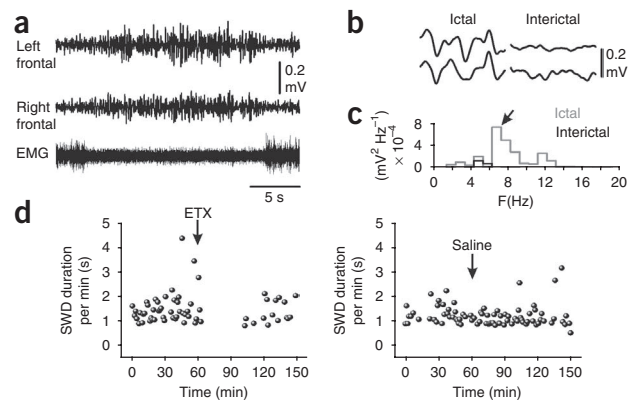 a
Left
frontal
0.2
mV
Right
frontal
EMG
5 s
b
Ictal
Interictal
0.2
mV
c
(mV² Hz⁻¹)
× 10⁻⁴
8
4
0
Ictal
Interictal
0 4 8 12 16 20
F(Hz)
d
ETX
SWD duration
per min (s)
5
4
3
2
1
0
0 30 60 90 120 150
Time (min)
Saline
SWD duration
per min (s)
5
4
3
2
1
0
0 30 60 90 120 150
Time (min)